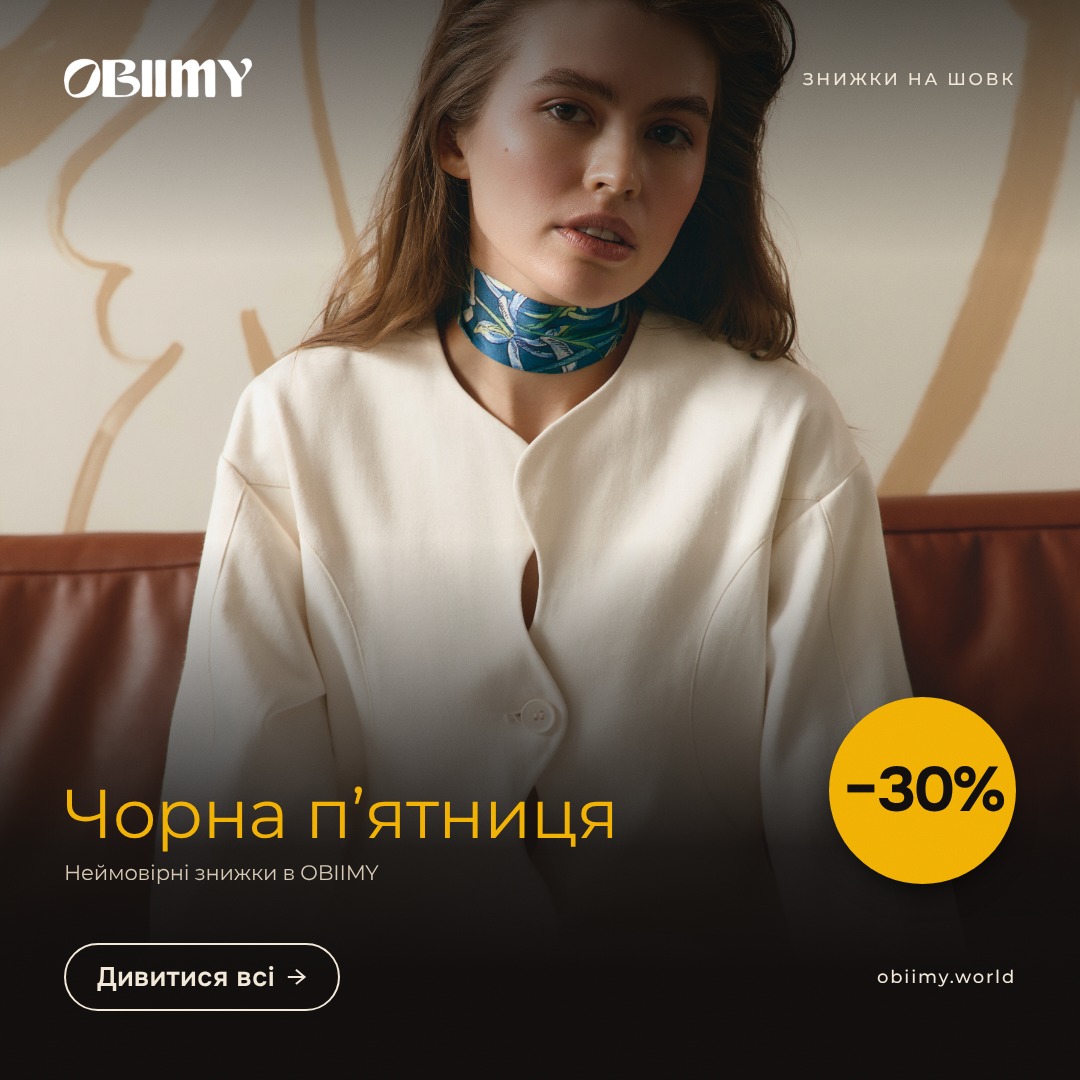 OBIIMY
ЗНИЖКИ НА ШОВК
−30%
Чорна п’ятниця
Неймовірні знижки в OBIIMY
Дивитися всі →
obiimy.world